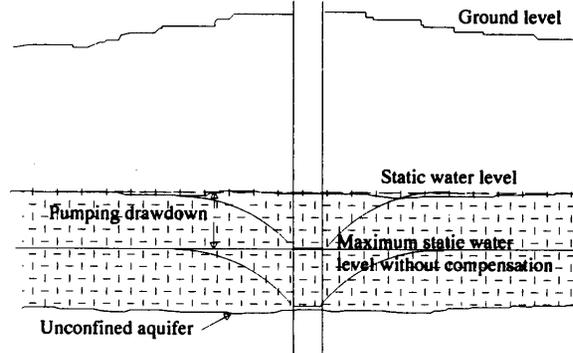 Ground level
Static water level
Pumping drawdown
Maximum static water
level without compensation
Unconfined aquifer